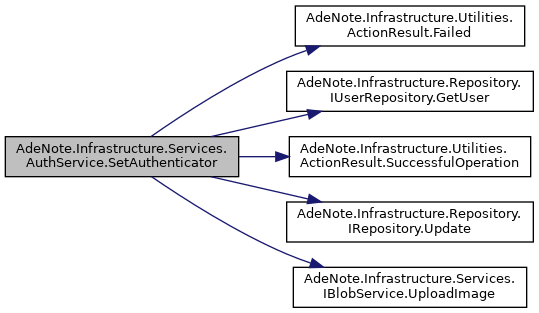 AdeNote.Infrastructure.Services.
AuthService.SetAuthenticator
AdeNote.Infrastructure.Utilities.
ActionResult.Failed
AdeNote.Infrastructure.Repository.
IUserRepository.GetUser
AdeNote.Infrastructure.Utilities.
ActionResult.SuccessfulOperation
AdeNote.Infrastructure.Repository.
IRepository.Update
AdeNote.Infrastructure.Services.
IBlobService.UploadImage